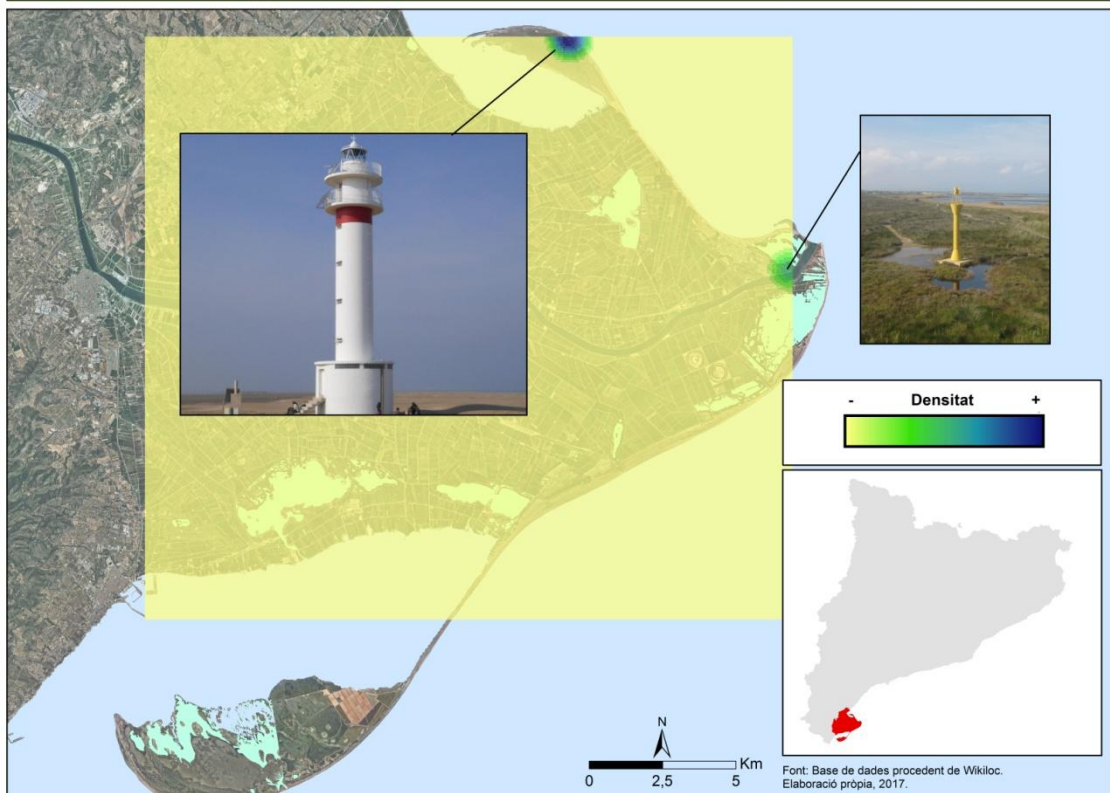 - Densitat +
N
Km
0 2,5 5
Font: Base de dades procedent de Wikiloc.
Elaboració pròpia, 2017.